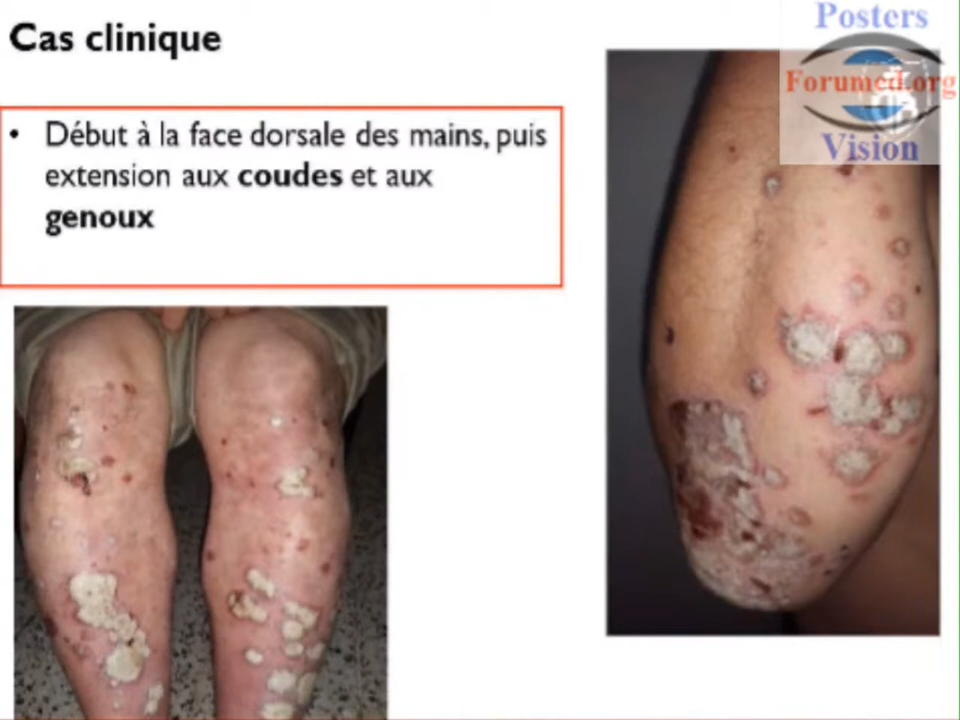 Cas clinique
• Début à la face dorsale des mains, puis
extension aux coudes et aux
genoux
Posters
Forumed.org
Vision